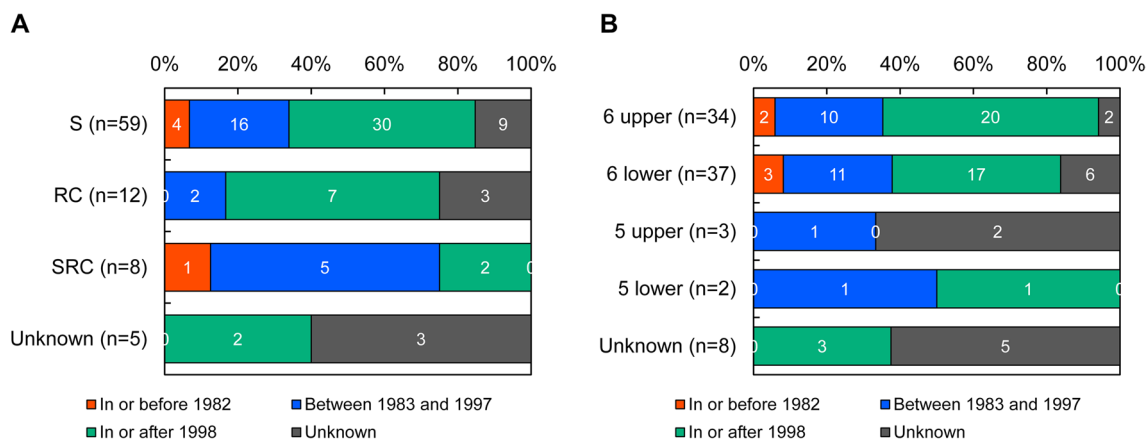 A
0% 20% 40% 60% 80% 100%
S (n=59) 4 16 30 9
RC (n=12) 0 2 7 3
SRC (n=8) 1 5 2 0
Unknown (n=5) 0 2 3
In or before 1982 Between 1983 and 1997
In or after 1998 Unknown
B
0% 20% 40% 60% 80% 100%
6 upper (n=34) 2 10 20 2
6 lower (n=37) 3 11 17 6
5 upper (n=3) 0 1 0 2
5 lower (n=2) 0 1 1 0
Unknown (n=8) 0 3 5
In or before 1982 Between 1983 and 1997
In or after 1998 Unknown